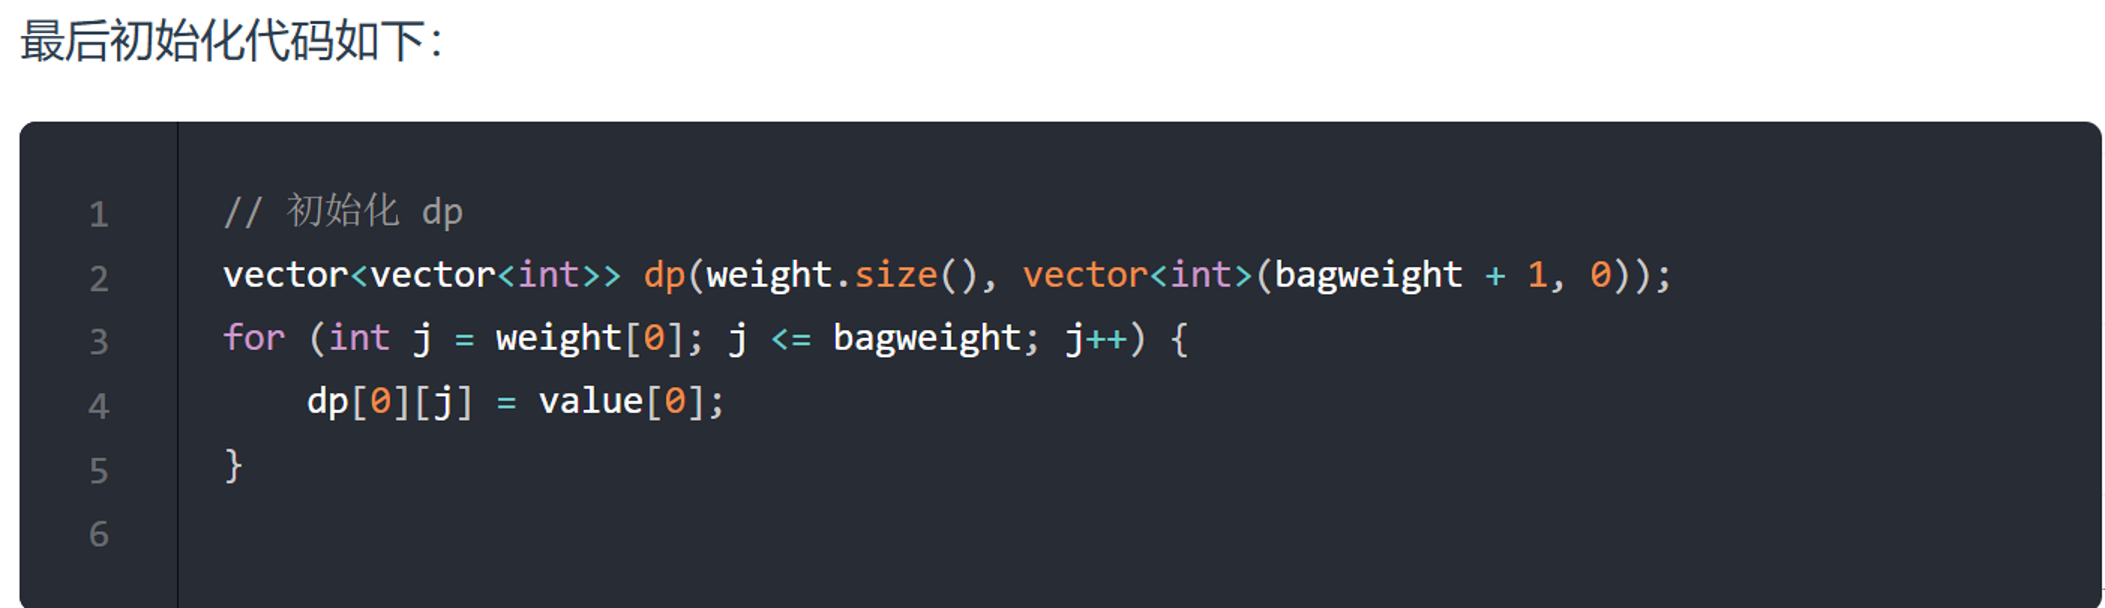 最后初始化代码如下：
1 // 初始化 dp
2 vector<vector<int>> dp(weight.size(), vector<int>(bagweight + 1, 0));
3 for (int j = weight[0]; j <= bagweight; j++) {
4     dp[0][j] = value[0];
5 }
6